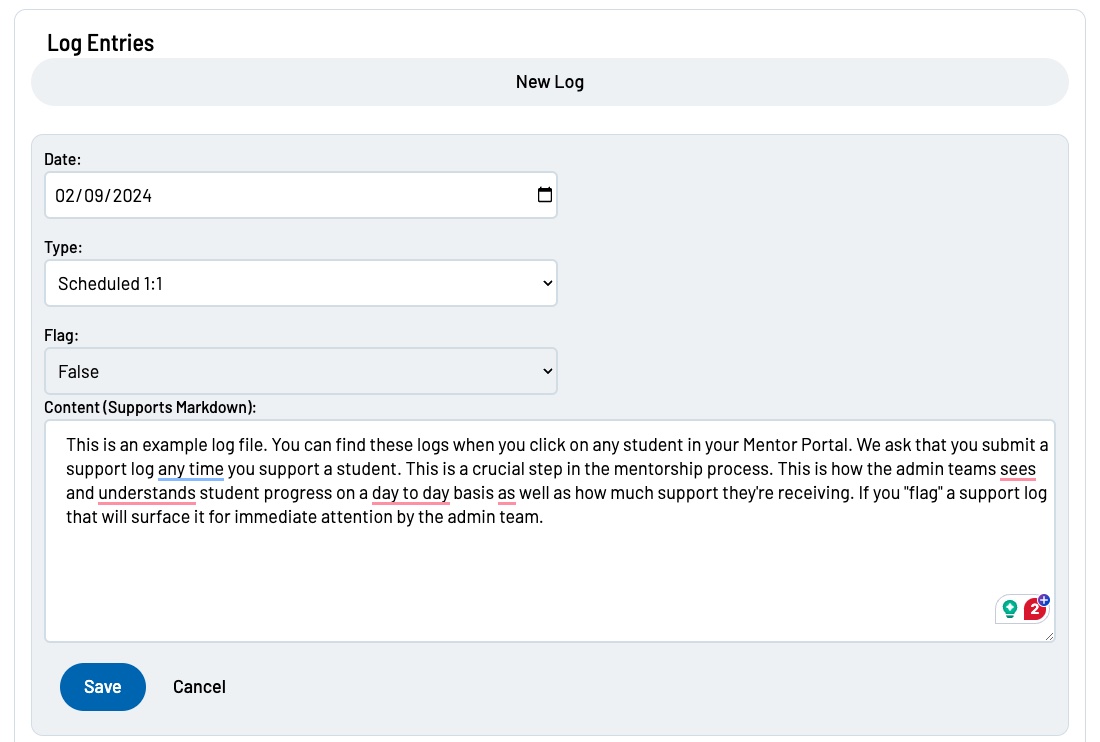 Log Entries
New Log
Date:
02/09/2024
Type:
Scheduled 1:1
Flag:
False
Content (Supports Markdown):
This is an example log file. You can find these logs when you click on any student in your Mentor Portal. We ask that you submit a
support log any time you support a student. This is a crucial step in the mentorship process. This is how the admin teams sees
and understands student progress on a day to day basis as well as how much support they're receiving. If you "flag" a support log
that will surface it for immediate attention by the admin team.
2
Save Cancel